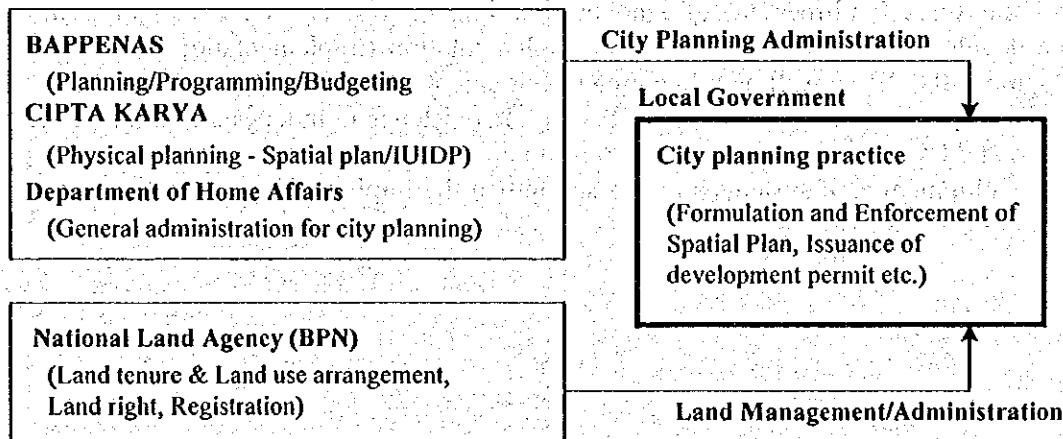 BAPPENAS
(Planning/Programming/Budgeting
CIPTA KARYA
(Physical planning - Spatial plan/IUIDP)
Department of Home Affairs
(General administration for city planning)
National Land Agency (BPN)
(Land tenure & Land use arrangement,
Land right, Registration)
City Planning Administration
Local Government
City planning practice
(Formulation and Enforcement of
Spatial Plan, Issuance of
development permit etc.)
Land Management/Administration